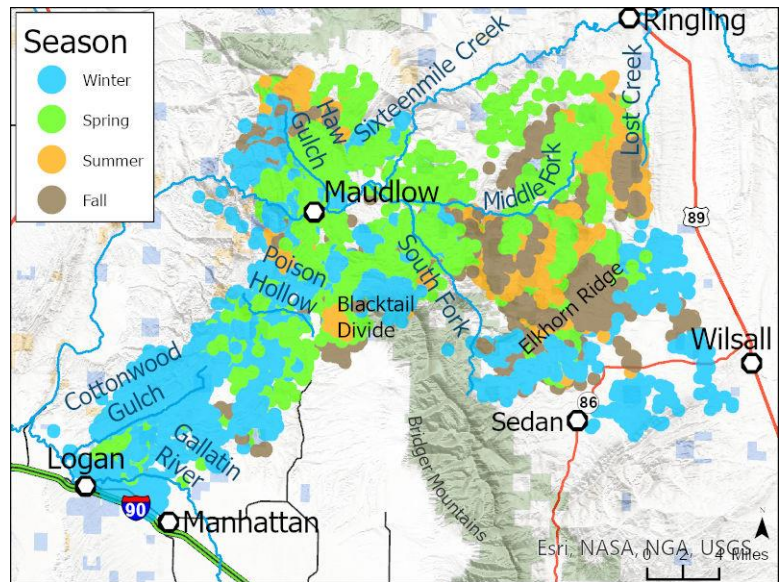 Season
Winter
Spring
Summer
Fall
Ringling
Sixteenmile Creek
Lost Creek
Haw
Gulch
Maudlow
Middle Fork
89
South Fork
Poison
Hollow
Blacktail
Divide
Elkhorn Ridge
Wilsall
Cottonwood
Gulch
86
Sedan
Gallatin
River
Bridger Mountains
Logan
90
Manhattan
Esri, NASA, NGA, USGS
0 2 4 Miles